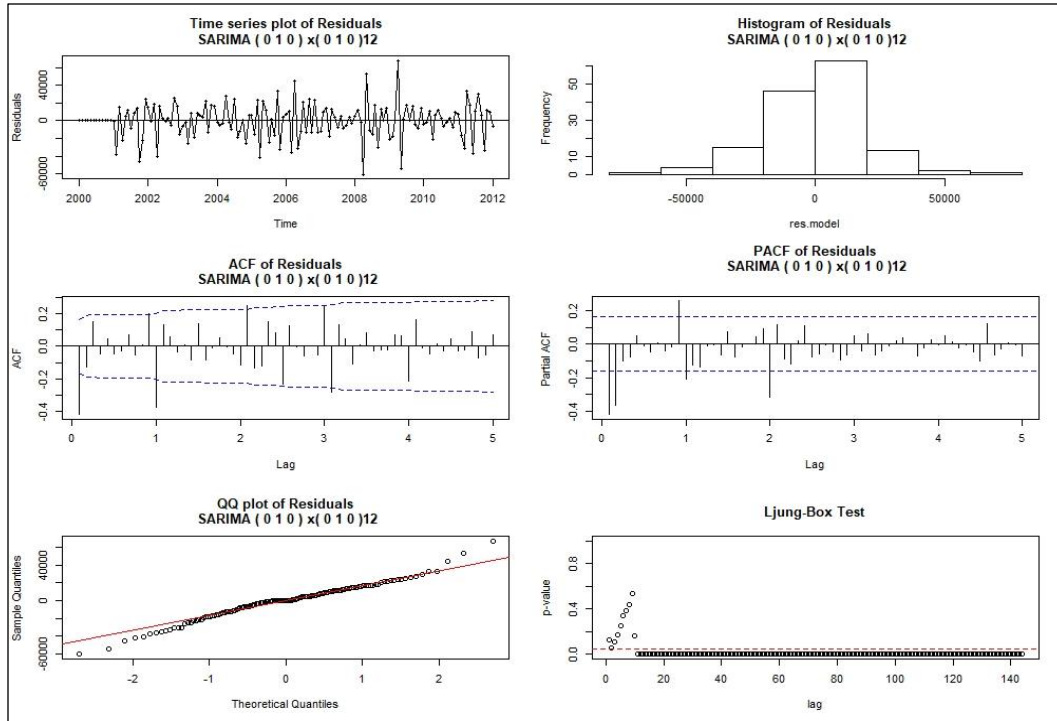 Time series plot of Residuals
SARIMA ( 0 1 0 ) x( 0 1 0 )12
Residuals
40000
0
-60000
2000
2002
2004
2006
2008
2010
2012
Time
Histogram of Residuals
SARIMA ( 0 1 0 ) x( 0 1 0 )12
Frequency
50
30
10
0
-50000
0
50000
res.model
ACF of Residuals
SARIMA ( 0 1 0 ) x( 0 1 0 )12
ACF
0.2
0.0
-0.2
-0.4
0
1
2
3
4
5
Lag
PACF of Residuals
SARIMA ( 0 1 0 ) x( 0 1 0 )12
Partial ACF
0.2
0.0
-0.2
-0.4
0
1
2
3
4
5
Lag
QQ plot of Residuals
SARIMA ( 0 1 0 ) x( 0 1 0 )12
Sample Quantiles
40000
0
-60000
-2
-1
0
1
2
Theoretical Quantiles
Ljung-Box Test
p-value
0.8
0.4
0.0
0
20
40
60
80
100
120
140
lag